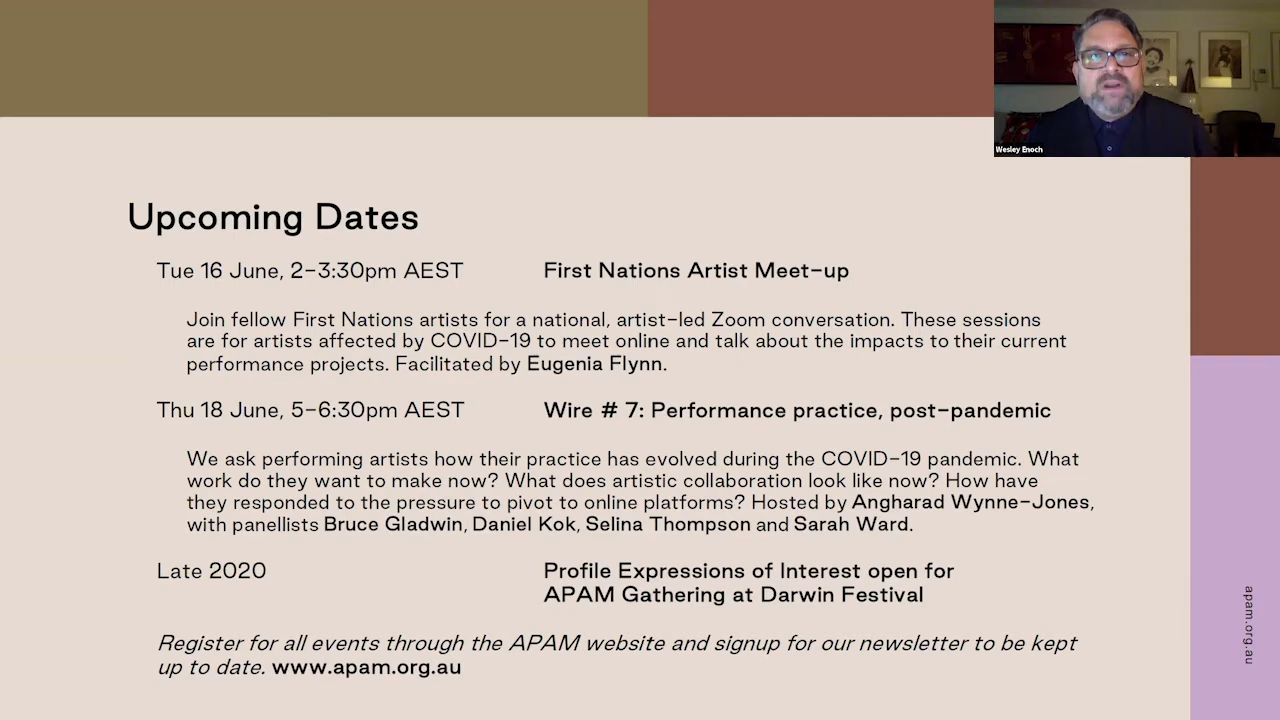 Wesley Enoch
Upcoming Dates
Tue 16 June, 2–3:30pm AEST First Nations Artist Meet–up
Join fellow First Nations artists for a national, artist–led Zoom conversation. These sessions
are for artists affected by COVID–19 to meet online and talk about the impacts to their current
performance projects. Facilitated by Eugenia Flynn.
Thu 18 June, 5–6:30pm AEST Wire # 7: Performance practice, post–pandemic
We ask performing artists how their practice has evolved during the COVID–19 pandemic. What
work do they want to make now? What does artistic collaboration look like now? How have
they responded to the pressure to pivot to online platforms? Hosted by Angharad Wynne–Jones,
with panellists Bruce Gladwin, Daniel Kok, Selina Thompson and Sarah Ward.
Late 2020 Profile Expressions of Interest open for
APAM Gathering at Darwin Festival
Register for all events through the APAM website and signup for our newsletter to be kept
up to date. www.apam.org.au
apam.org.au